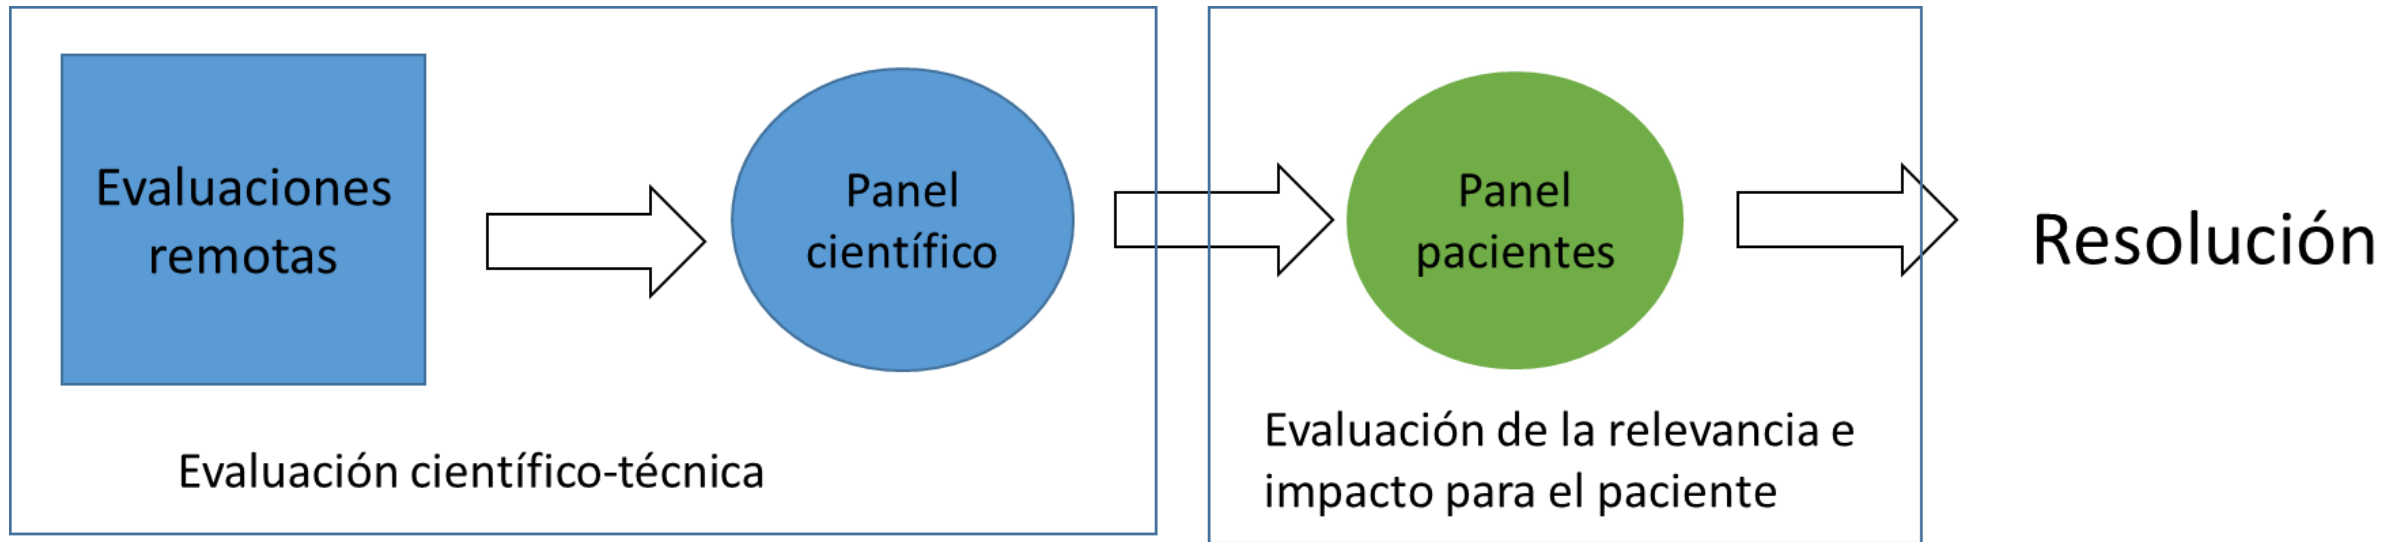 Evaluaciones
remotas
Panel
científico
Evaluación científico-técnica
Panel
pacientes
Evaluación de la relevancia e
impacto para el paciente
Resolución